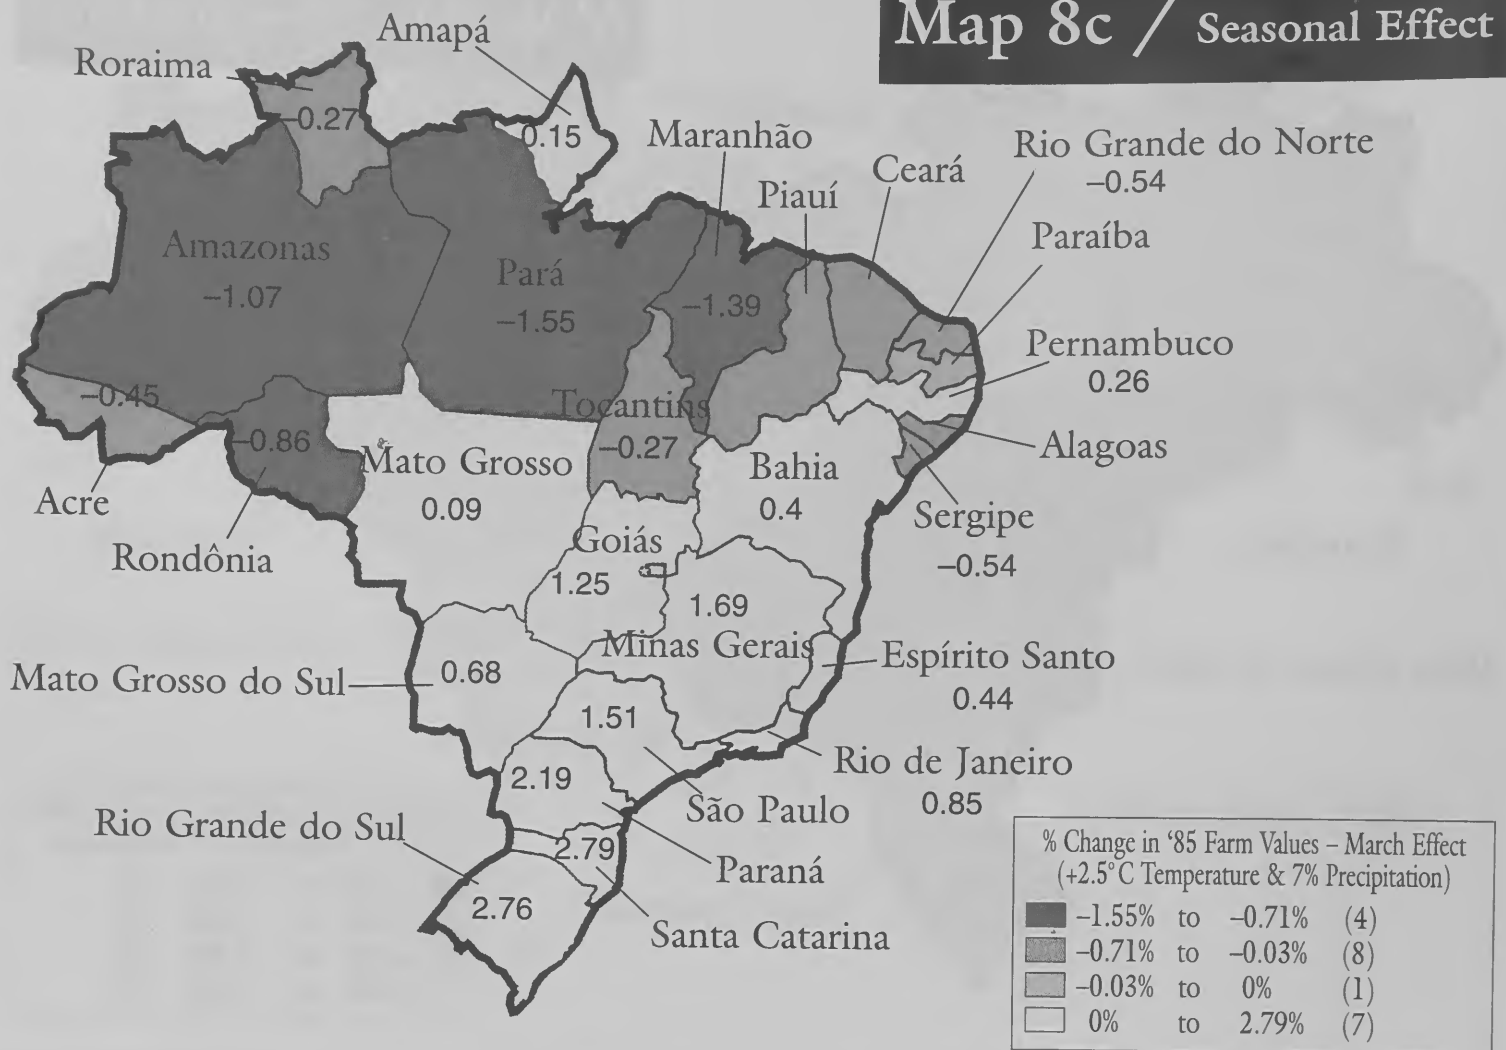 Map 8c / Seasonal Effect
Amapá
Roraima
–0.27
0.15
Maranhão
Rio Grande do Norte
–0.54
Ceará
Piauí
Paraíba
Amazonas
–1.07
Pará
–1.55
–1.39
Pernambuco
0.26
–0.45
Tocantins
–0.27
–0.86
Alagoas
Mato Grosso
0.09
Bahia
0.4
Acre
Sergipe
–0.54
Rondônia
Goiás
1.25
1.69
Minas Gerais
Espírito Santo
0.44
Mato Grosso do Sul
0.68
1.51
Rio de Janeiro
0.85
2.19
São Paulo
Rio Grande do Sul
2.79
Paraná
2.76
Santa Catarina
% Change in ‘85 Farm Values – March Effect
(+2.5°C Temperature & 7% Precipitation)
–1.55% to –0.71% (4)
–0.71% to –0.03% (8)
–0.03% to 0% (1)
0% to 2.79% (7)